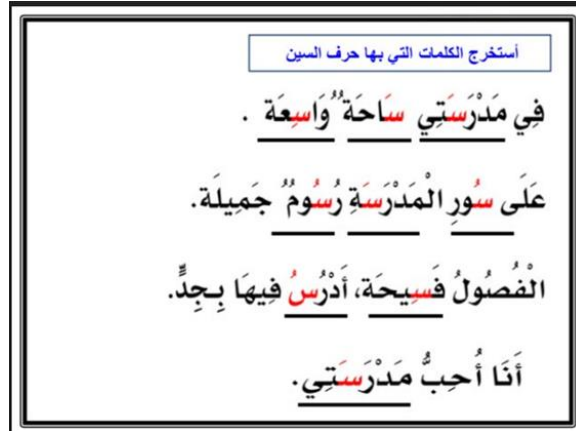 أستخرج الكلمات التي بها حرف السين
فِي مَدْرَسَتِي سَاحَةٌ وَاسِعَة .
عَلَى سُورِ الْمَدْرَسَةِ رُسُومٌ جَمِيلَة.
الْفُصُولُ فَسِيحَة، أَدْرُسُ فِيهَا بِجِدٍّ.
أَنَا أُحِبُّ مَدْرَسَتِي.